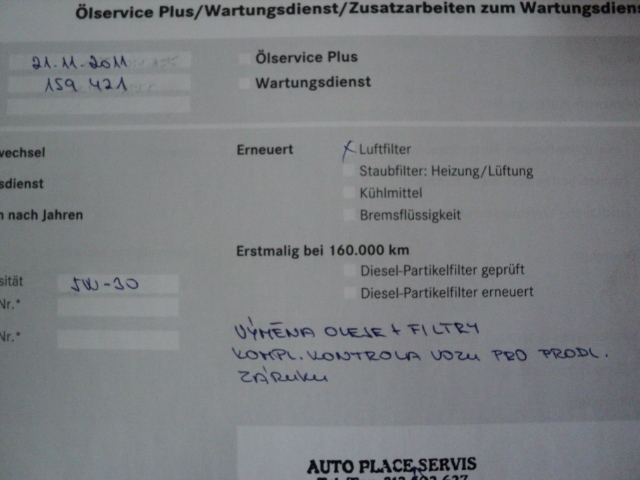 Ölservice Plus/Wartungsdienst/Zusatzarbeiten zum Wartungsdiens
21.11.2011
Ölservice Plus
159 421
Wartungsdienst
wechsel
Erneuert
x Luftfilter
Staubfilter: Heizung/Lüftung
sdienst
Kühlmittel
n nach Jahren
Bremsflüssigkeit
Erstmalig bei 160.000 km
Diesel-Partikelfilter geprüft
sität
5W-30
Diesel-Partikelfilter erneuert
Nr.*
VÝMĚNA OLEJE + FILTRY
Nr.*
KOMPL. KONTROLA VOZU PRO PRODL.
ZÁRUKU
AUTO PLACE SERVIS